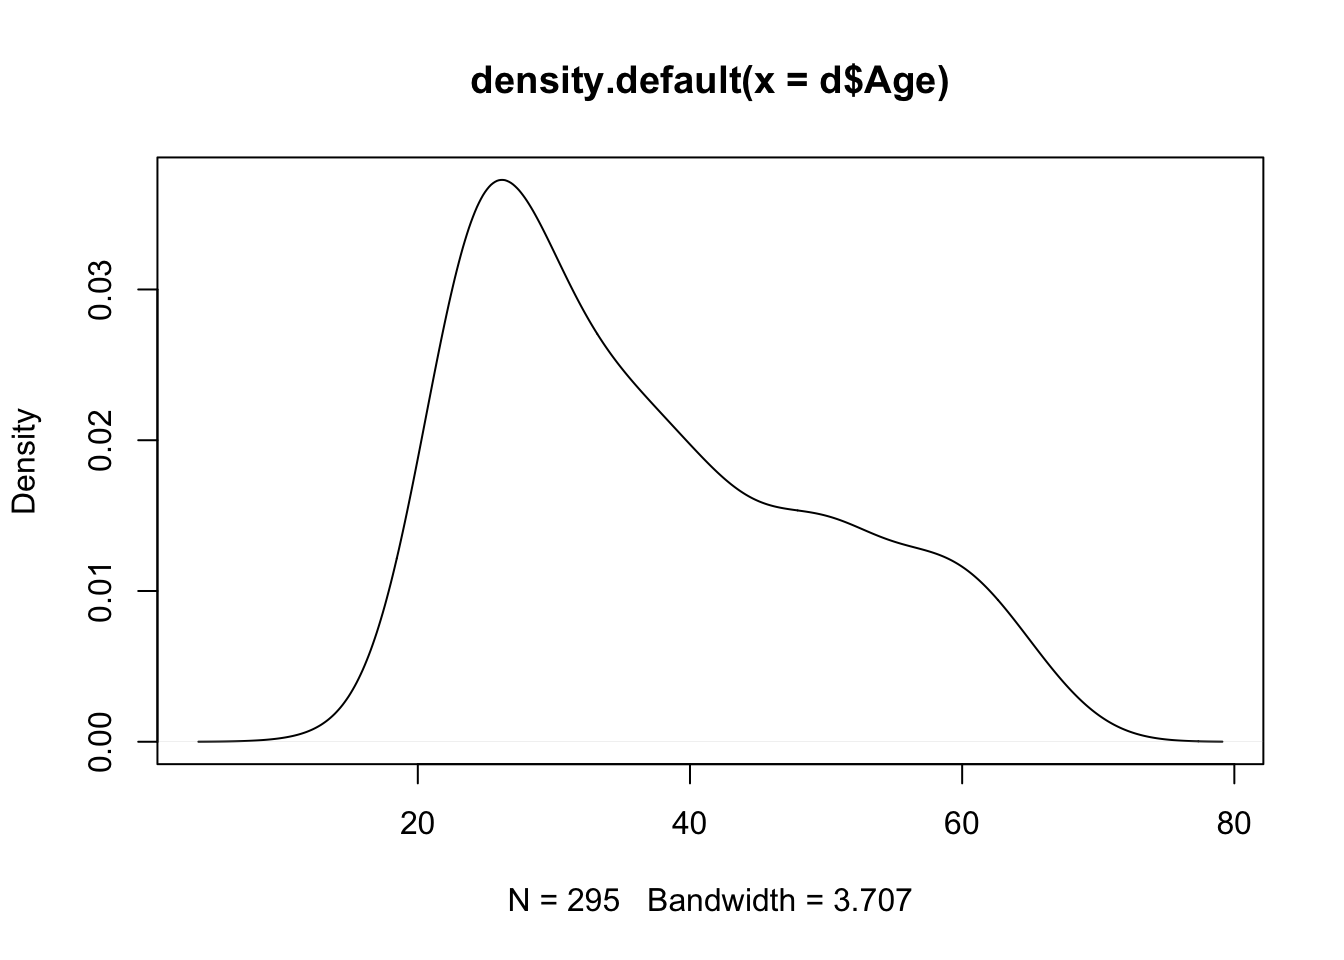 density.default(x = d$Age)
Density
0.03
0.02
0.01
0.00
20 40 60 80
N = 295 Bandwidth = 3.707